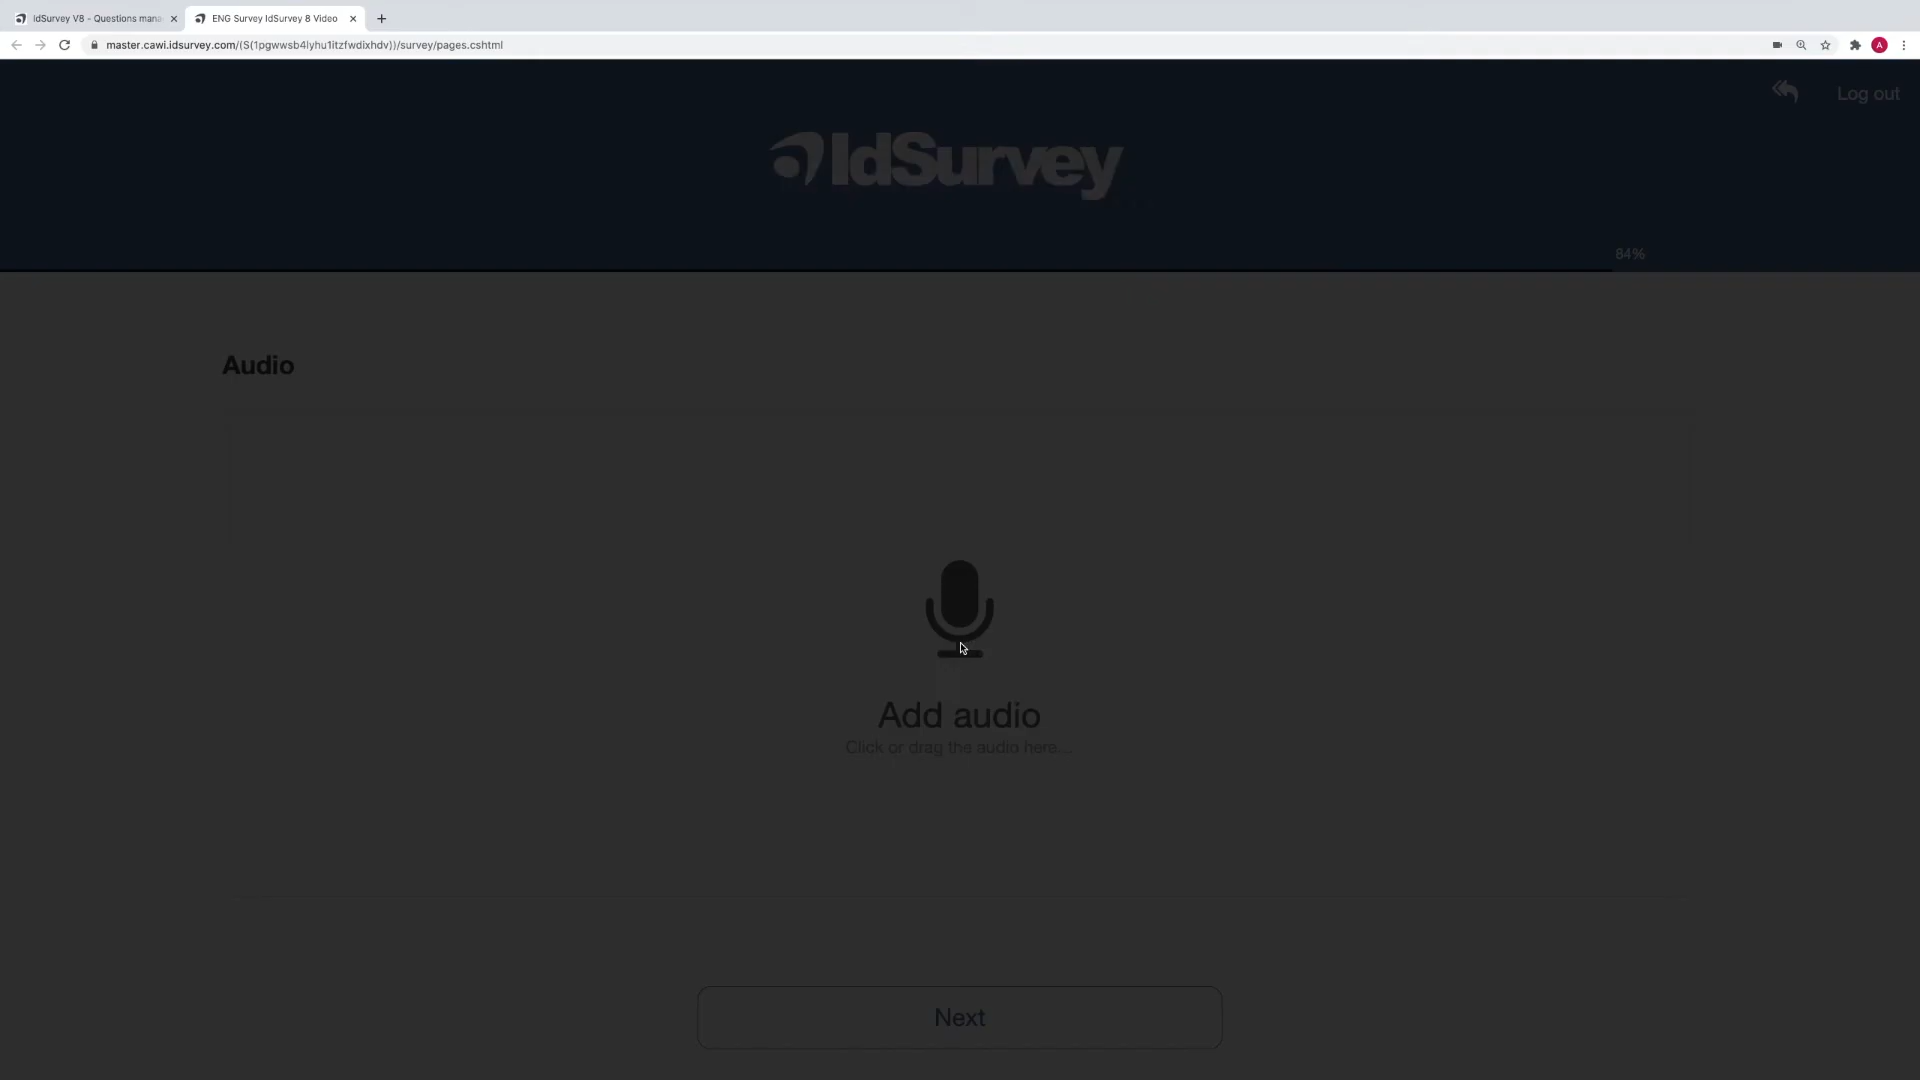 IdSurvey V8 - Questions mana
ENG Survey IdSurvey 8 Video
master.cawi.idsurvey.com/(S(1pgwwsb4lyhu1itzfwdixhdv))/survey/pages.cshtml
A
Log out
IdSurvey
84%
Audio
Add audio
Click or drag the audio here...
Next